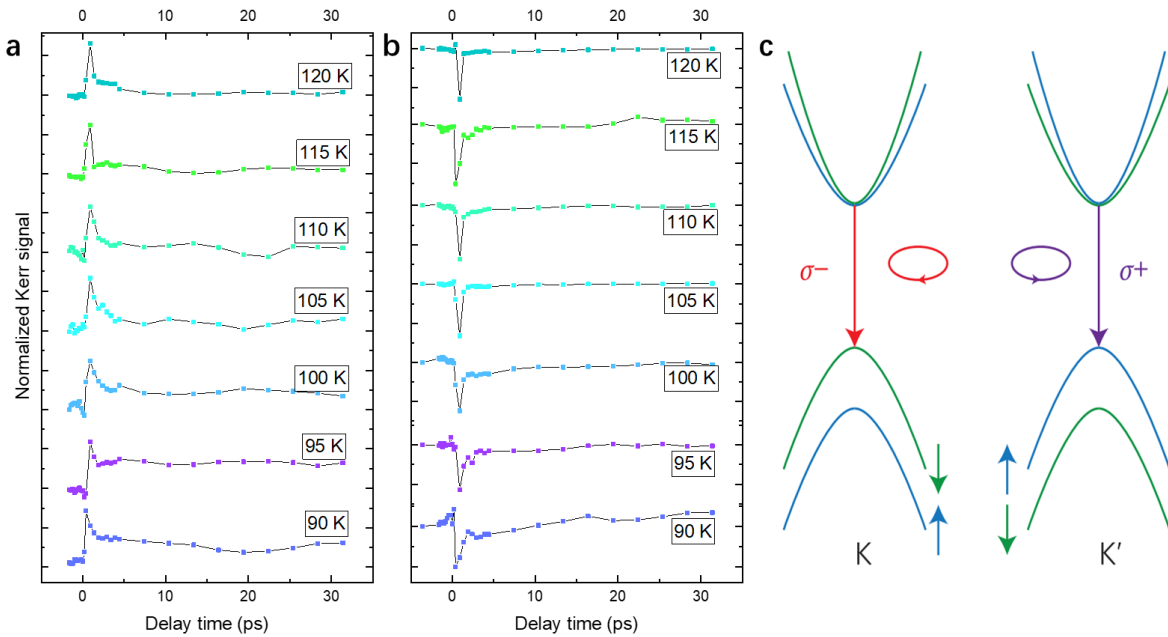 0 10 20 30
0 10 20 30
a
b
c
120 K
120 K
115 K
115 K
110 K
110 K
105 K
105 K
100 K
100 K
95 K
95 K
90 K
90 K
Normalized Kerr signal
0 10 20 30
0 10 20 30
Delay time (ps)
Delay time (ps)
σ−
σ+
K
K′